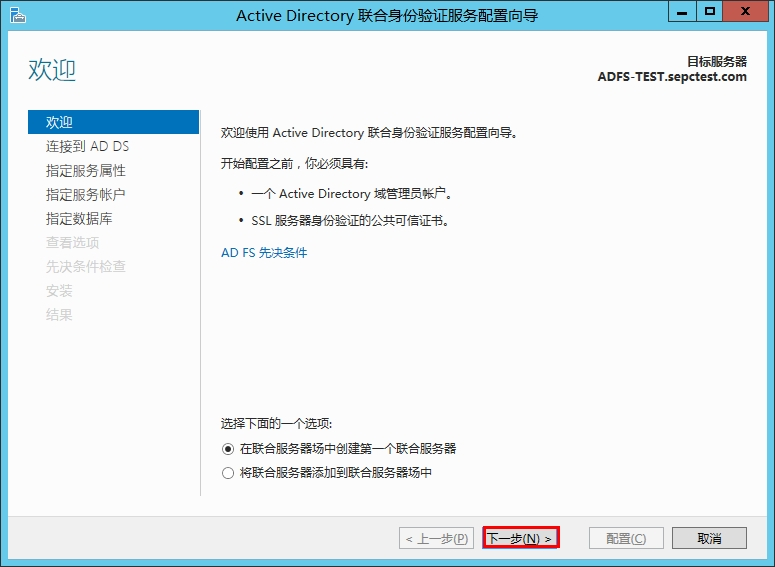 Active Directory 联合身份验证服务配置向导
欢迎
目标服务器
ADFS-TEST.sepctest.com
欢迎
连接到 AD DS
指定服务属性
指定服务帐户
指定数据库
查看选项
先决条件检查
安装
结果
欢迎使用 Active Directory 联合身份验证服务配置向导。
开始配置之前，你必须具有:
• 一个 Active Directory 域管理员帐户。
• SSL 服务器身份验证的公共可信证书。
AD FS 先决条件
选择下面的一个选项:
在联合服务器场中创建第一个联合服务器
将联合服务器添加到联合服务器场中
< 上一步(P) 下一步(N) > 配置(C) 取消